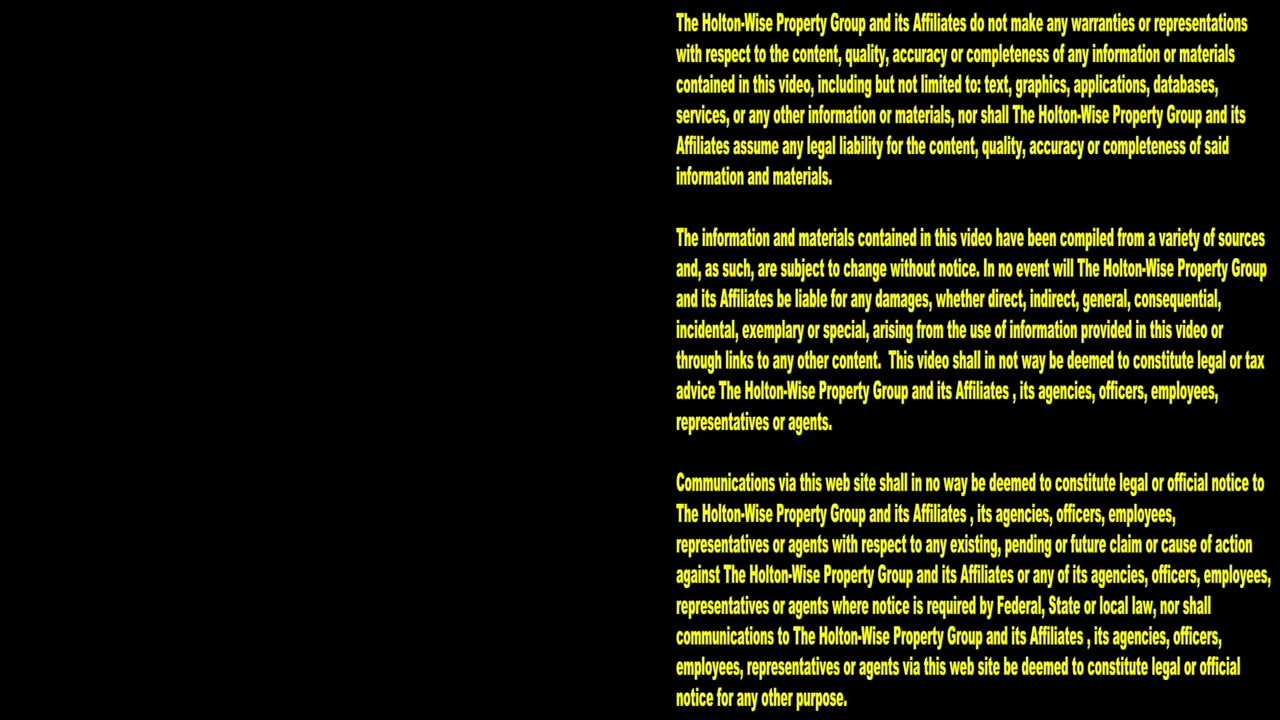 The Holton-Wise Property Group and its Affiliates do not make any warranties or representations
with respect to the content, quality, accuracy or completeness of any information or materials
contained in this video, including but not limited to: text, graphics, applications, databases,
services, or any other information or materials, nor shall The Holton-Wise Property Group and its
Affiliates assume any legal liability for the content, quality, accuracy or completeness of said
information and materials.
The information and materials contained in this video have been compiled from a variety of sources
and, as such, are subject to change without notice. In no event will The Holton-Wise Property Group
and its Affiliates be liable for any damages, whether direct, indirect, general, consequential,
incidental, exemplary or special, arising from the use of information provided in this video or
through links to any other content.  This video shall in not way be deemed to constitute legal or tax
advice The Holton-Wise Property Group and its Affiliates , its agencies, officers, employees,
representatives or agents.
Communications via this web site shall in no way be deemed to constitute legal or official notice to
The Holton-Wise Property Group and its Affiliates , its agencies, officers, employees,
representatives or agents with respect to any existing, pending or future claim or cause of action
against The Holton-Wise Property Group and its Affiliates or any of its agencies, officers, employees,
representatives or agents where notice is required by Federal, State or local law, nor shall
communications to The Holton-Wise Property Group and its Affiliates , its agencies, officers,
employees, representatives or agents via this web site be deemed to constitute legal or official
notice for any other purpose.